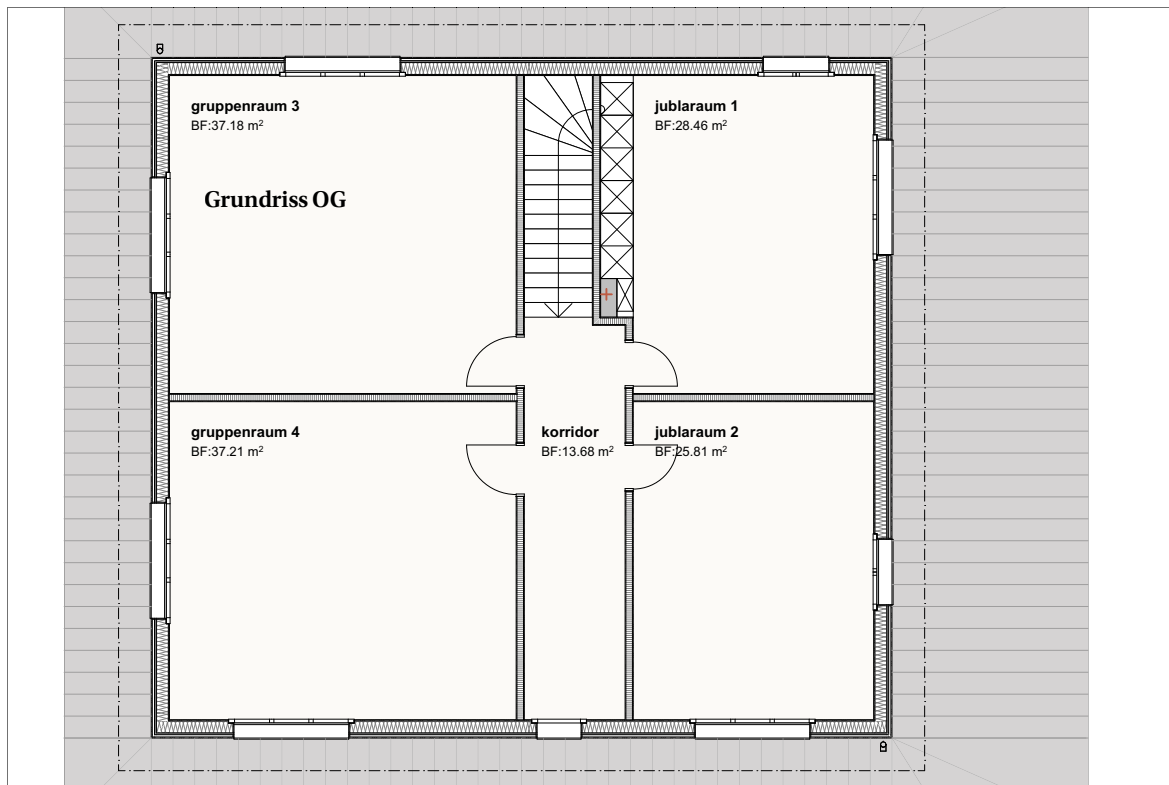 gruppenraum 3
BF:37.18 m²
jublaraum 1
BF:28.46 m²
Grundriss OG
gruppenraum 4
BF:37.21 m²
korridor
BF:13.68 m²
jublaraum 2
BF:25.81 m²